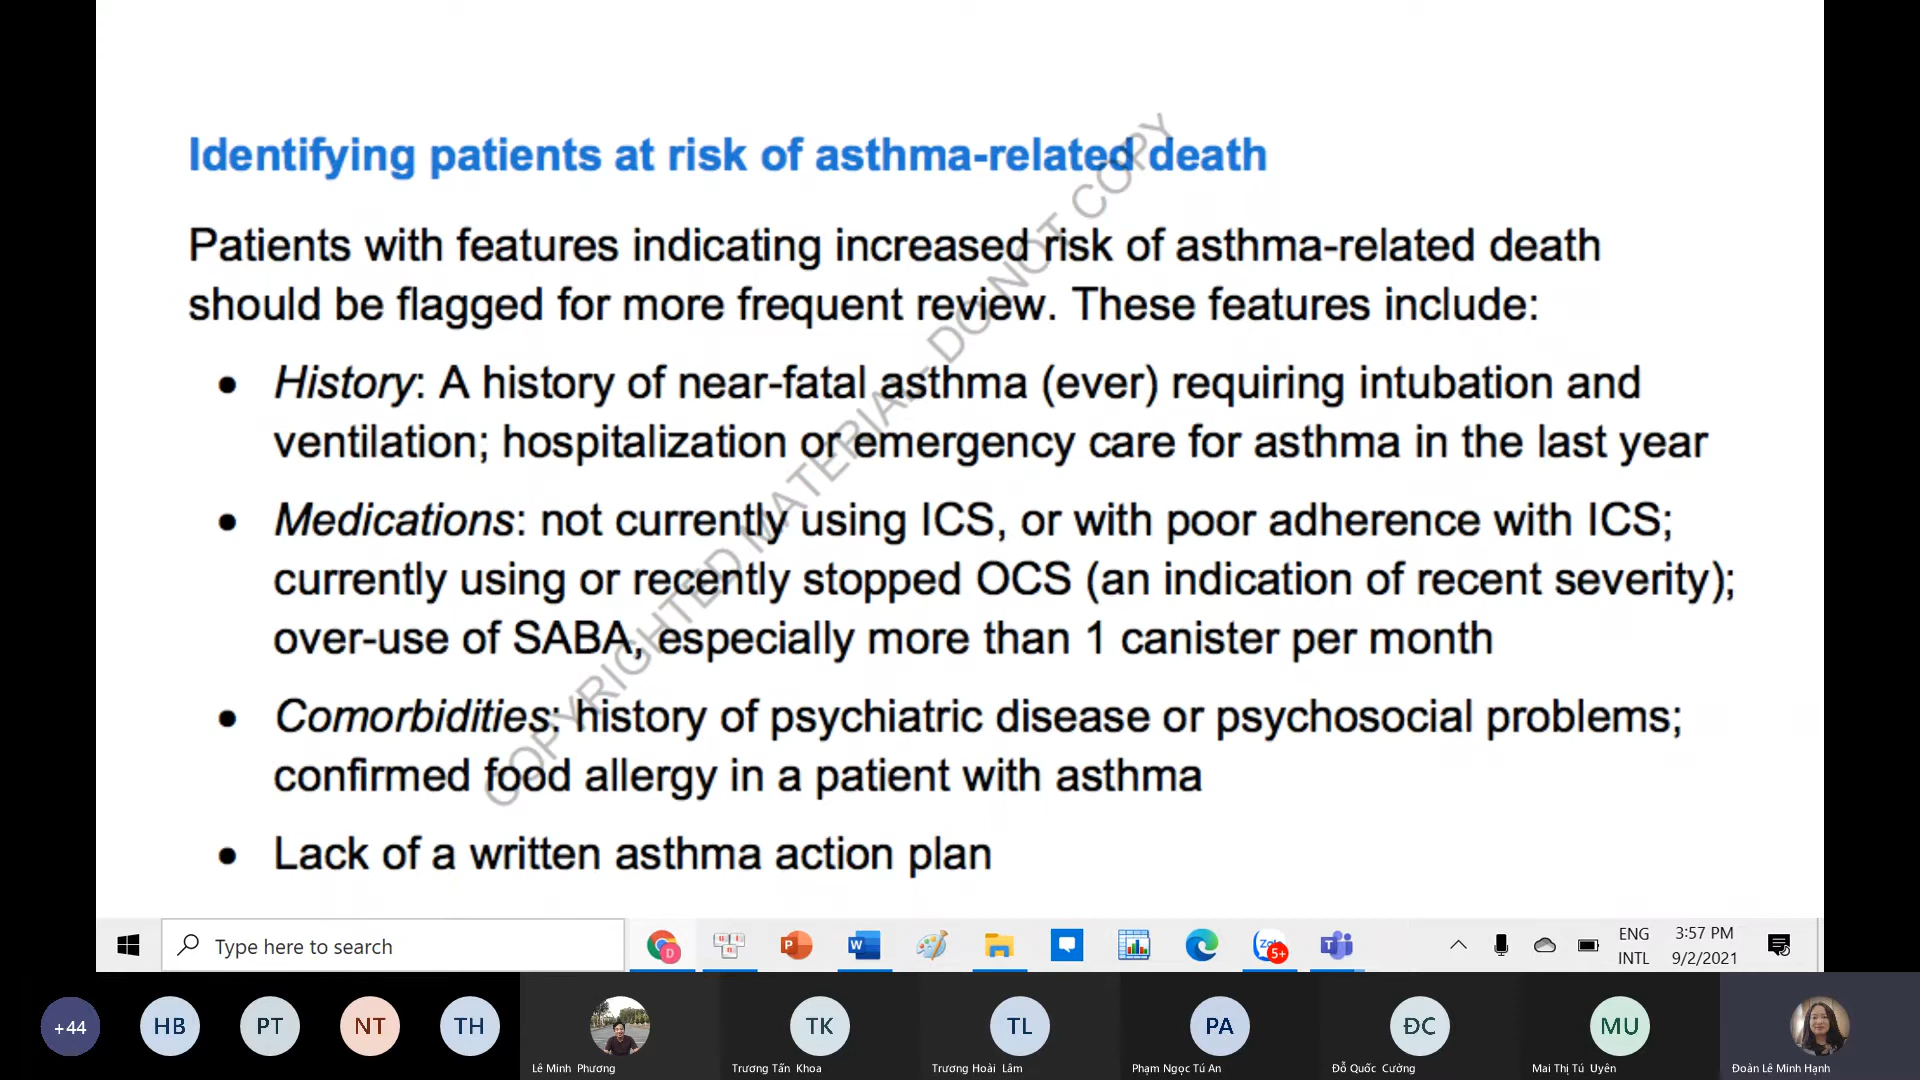 Identifying patients at risk of asthma-related death
Patients with features indicating increased risk of asthma-related death
should be flagged for more frequent review. These features include:
• History: A history of near-fatal asthma (ever) requiring intubation and
ventilation; hospitalization or emergency care for asthma in the last year
• Medications: not currently using ICS, or with poor adherence with ICS;
currently using or recently stopped OCS (an indication of recent severity);
over-use of SABA, especially more than 1 canister per month
• Comorbidities: history of psychiatric disease or psychosocial problems;
confirmed food allergy in a patient with asthma
• Lack of a written asthma action plan
COPYRIGHTED MATERIAL- DO NOT COPY
Type here to search
D
P
W
Zalo
5+
T
ENG
INTL
3:57 PM
9/2/2021
+44
HB
PT
NT
TH
TK
TL
PA
ĐC
MU
Lê Minh Phương
Trương Tấn Khoa
Trương Hoài Lâm
Phạm Ngọc Tú An
Đỗ Quốc Cường
Mai Thị Tú Uyên
Đoàn Lê Minh Hạnh